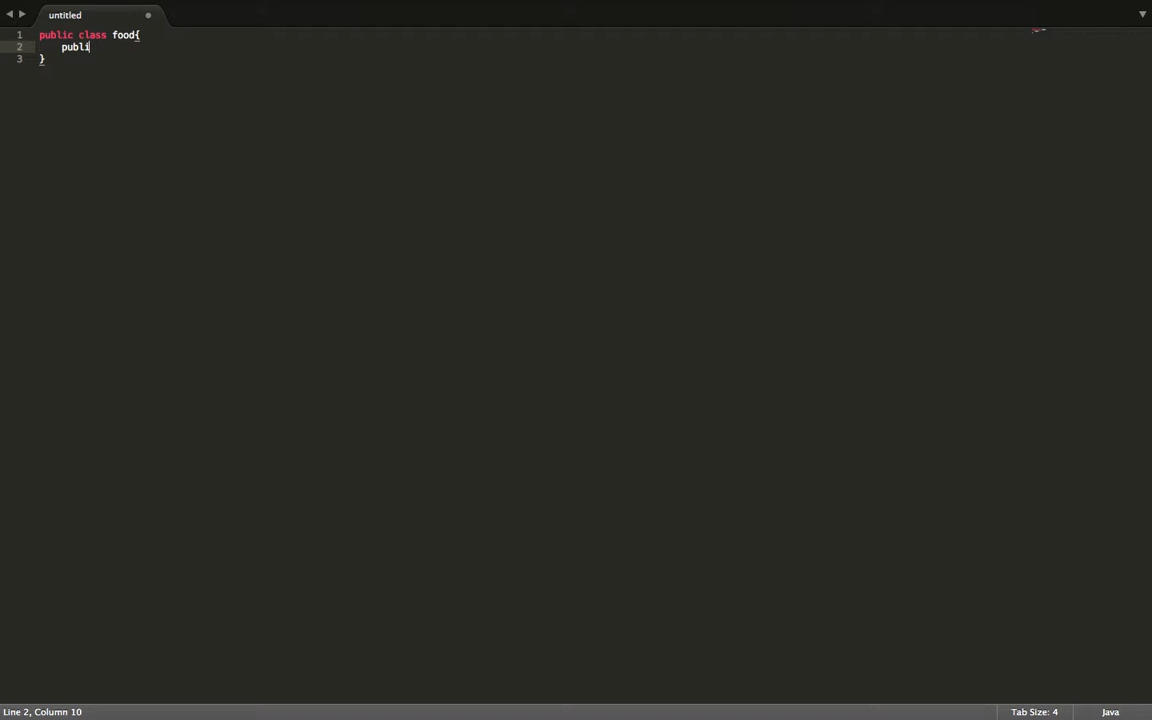 untitled
1 public class food{
2     publi
3 }
Line 2, Column 10
Tab Size: 4
Java